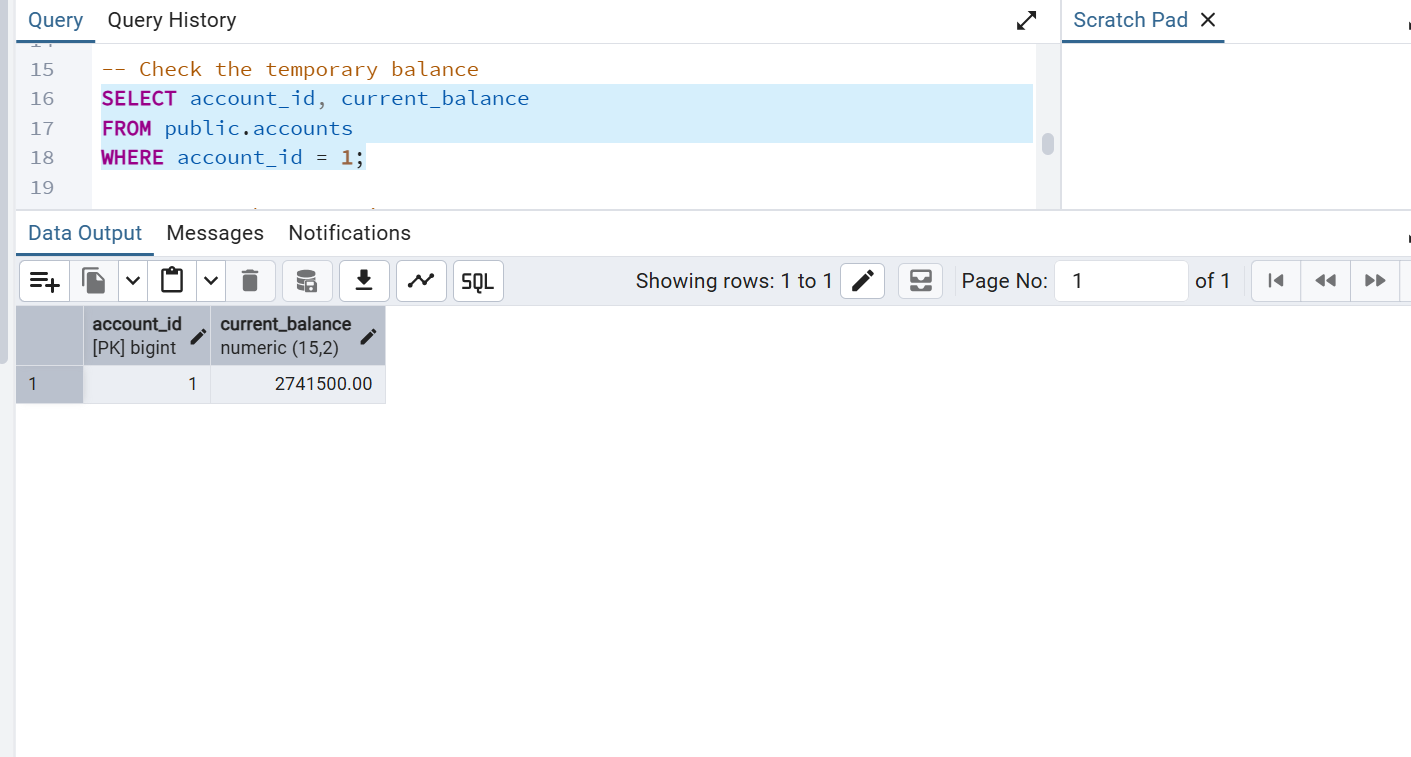 Query Query History Scratch Pad
15 -- Check the temporary balance
16 SELECT account_id, current_balance
17 FROM public.accounts
18 WHERE account_id = 1;
19
Data Output Messages Notifications
SQL Showing rows: 1 to 1 Page No: 1 of 1
account_id current_balance
[PK] bigint numeric (15,2)
1 1 2741500.00